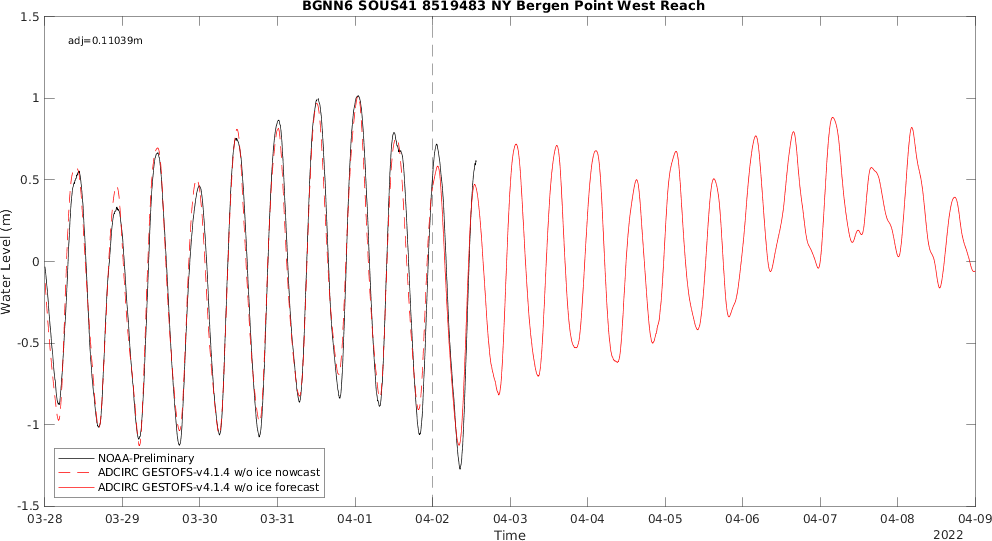 BGNN6 SOUS41 8519483 NY Bergen Point West Reach
1.5
adj=0.11039m
1
0.5
0
-0.5
-1
-1.5
Water Level (m)
NOAA-Preliminary
ADCIRC GESTOFS-v4.1.4 w/o ice nowcast
ADCIRC GESTOFS-v4.1.4 w/o ice forecast
03-28 03-29 03-30 03-31 04-01 04-02 04-03 04-04 04-05 04-06 04-07 04-08 04-09
Time
2022